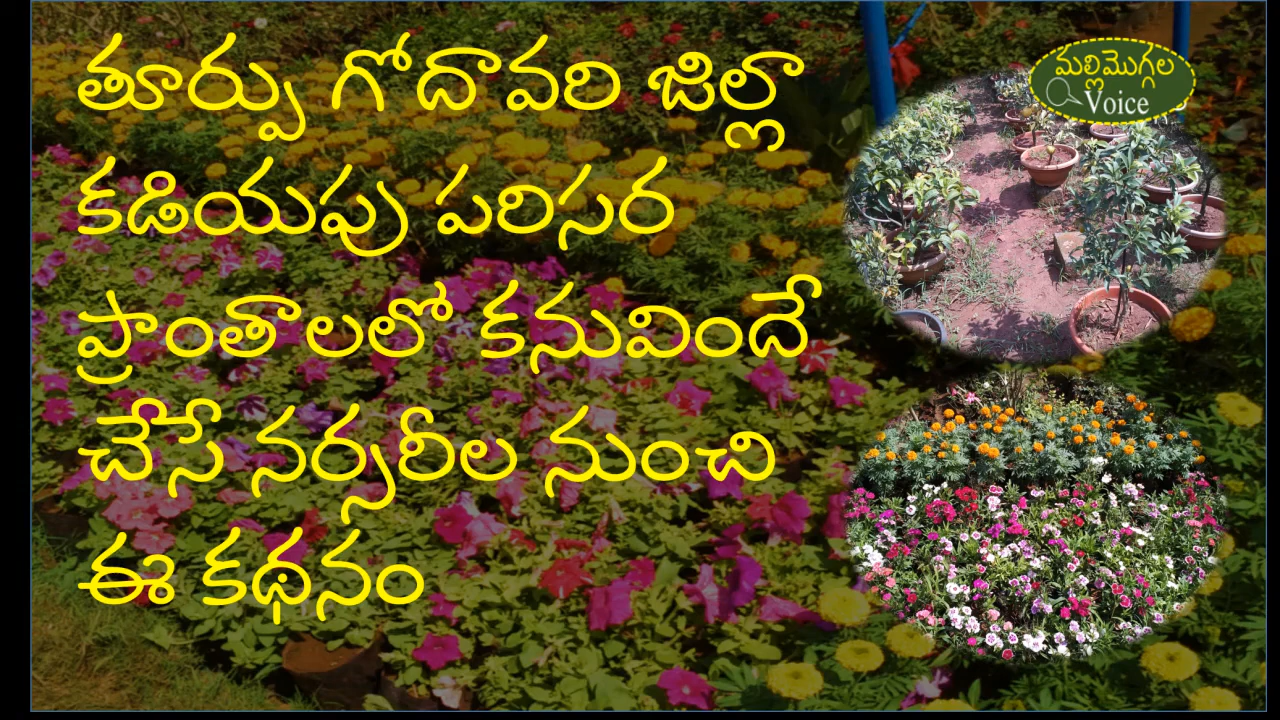 తూర్పు గోదావరి జిల్లా
కడియపు పరిసర
ప్రాంతాలలో కనువిందే
చేసే నర్సరీల నుంచి
ఈ కథనం
మల్లిమొగ్గల
Voice